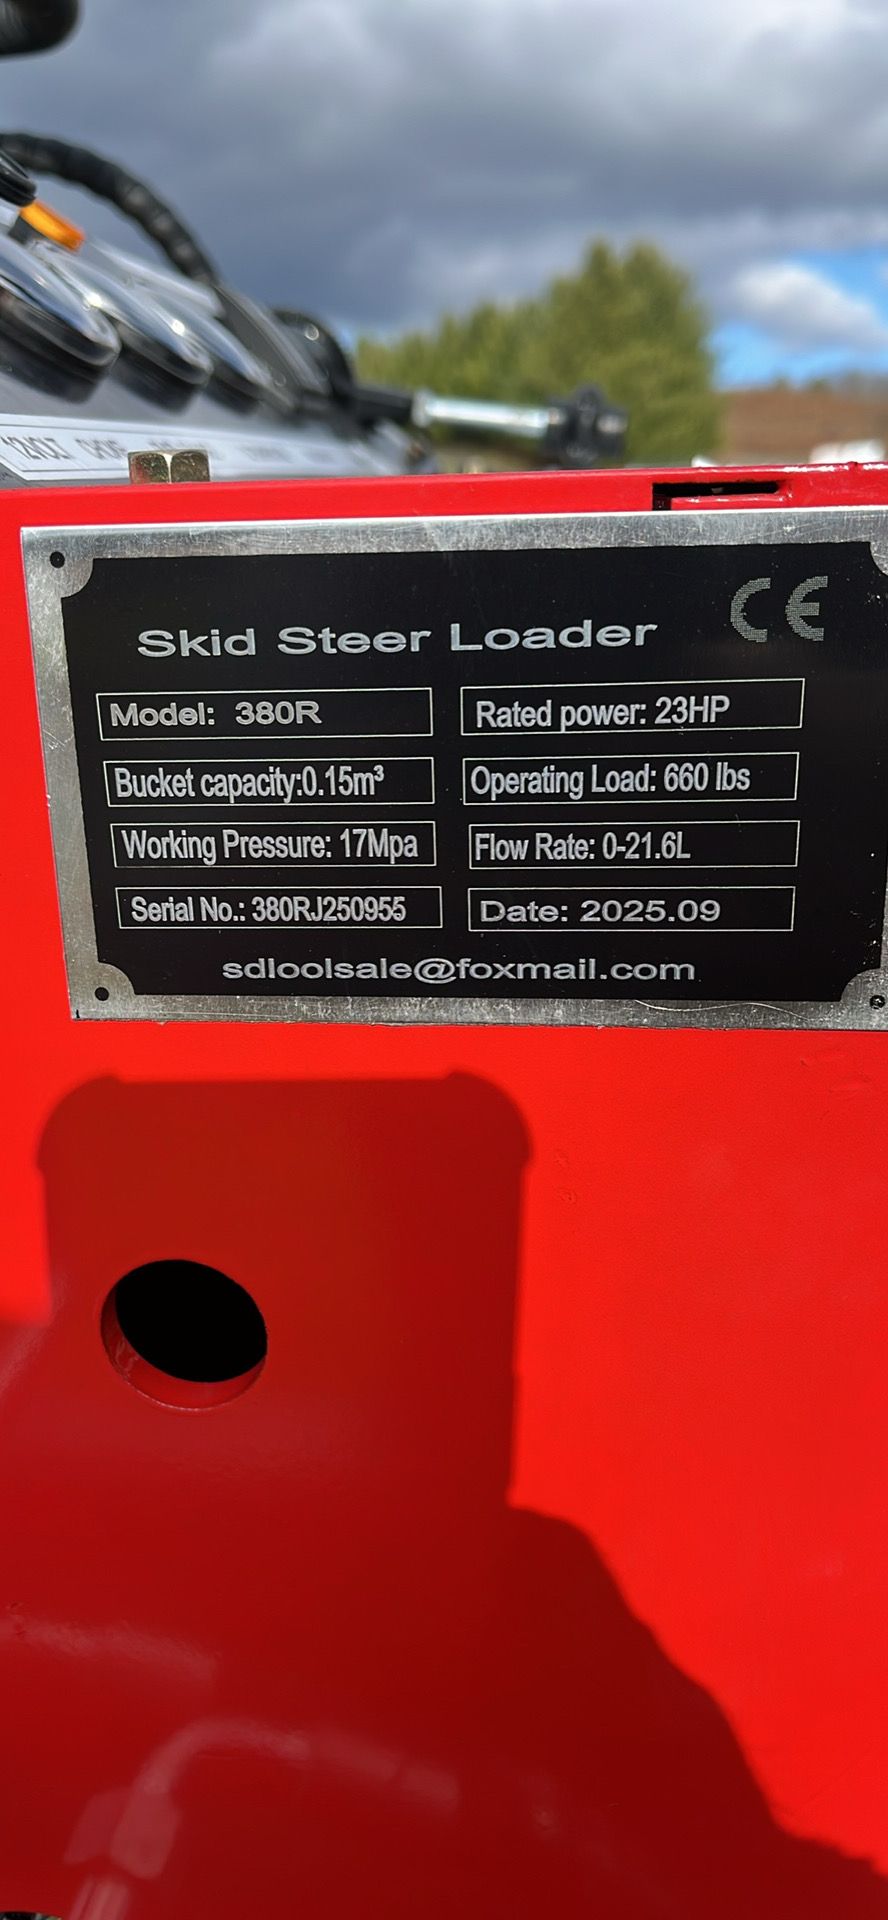 12VOLT
CE
Skid Steer Loader
Model: 380R
Rated power: 23HP
Bucket capacity:0.15m³
Operating Load: 660 lbs
Working Pressure: 17Mpa
Flow Rate: 0-21.6L
Serial No.: 380RJ250955
Date: 2025.09
sdloolsale@foxmail.com